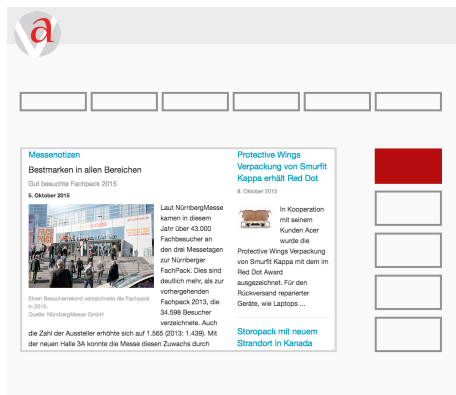 va
Messenotizen
Bestmarken in allen Bereichen
Gut besuchte Fachpack 2015
5. Oktober 2015
Laut NürnbergMesse
kamen in diesem
Jahr über 43.000
Fachbesucher an
den drei Messetagen
zur Nürnberger
FachPack. Dies sind
deutlich mehr, als zur
vorhergehenden
Fachpack 2013, die
34.598 Besucher
verzeichnete. Auch
Einen Besucherrekord verzeichnete die Fachpack
in 2015.
Quelle: NürnbergMesse GmbH
die Zahl der Aussteller erhöhte sich auf 1.565 (2013: 1.439). Mit
der neuen Halle 3A konnte die Messe diesen Zuwachs durch
Protective Wings
Verpackung von Smurfit
Kappa erhält Red Dot
8. Oktober 2015
In Kooperation
mit seinem
Kunden Acer
wurde die
Protective Wings Verpackung
von Smurfit Kappa mit dem im
Red Dot Award
ausgezeichnet. Für den
Rückversand reparierter
Geräte, wie Laptops ...
Storopack mit neuem
Strandort in Kanada